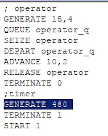 ; operator
GENERATE 15,4
QUEUE operator_q
SEIZE operator
DEPART operator_q
ADVANCE 10,2
RELEASE operator
TERMINATE 0
;timer
GENERATE 480
TERMINATE 1
START 1